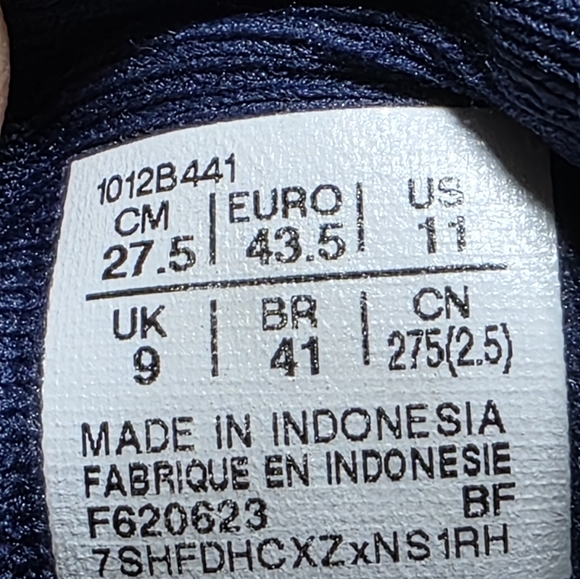 1012B441
CM | EURO | US
27.5 | 43.5 | 11
UK | BR | CN
9 | 41 | 275(2.5)
MADE IN INDONESIA
FABRIQUE EN INDONESIE
F620623 BF
7SHFDHCXZxNS1RH